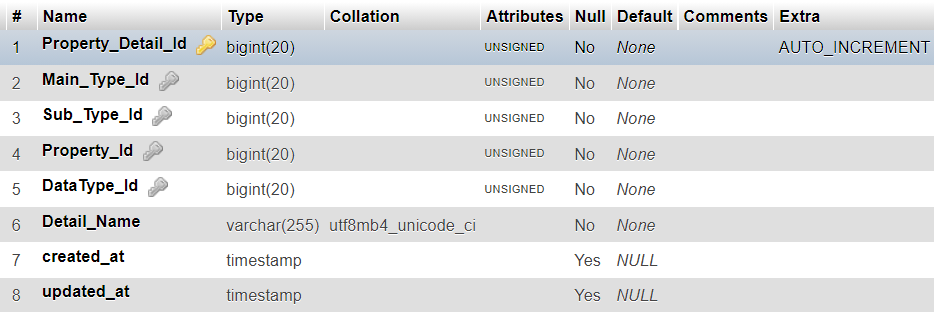 # Name Type Collation Attributes Null Default Comments Extra
1 Property_Detail_Id bigint(20) UNSIGNED No None AUTO_INCREMENT
2 Main_Type_Id bigint(20) UNSIGNED No None
3 Sub_Type_Id bigint(20) UNSIGNED No None
4 Property_Id bigint(20) UNSIGNED No None
5 DataType_Id bigint(20) UNSIGNED No None
6 Detail_Name varchar(255) utf8mb4_unicode_ci No None
7 created_at timestamp Yes NULL
8 updated_at timestamp Yes NULL